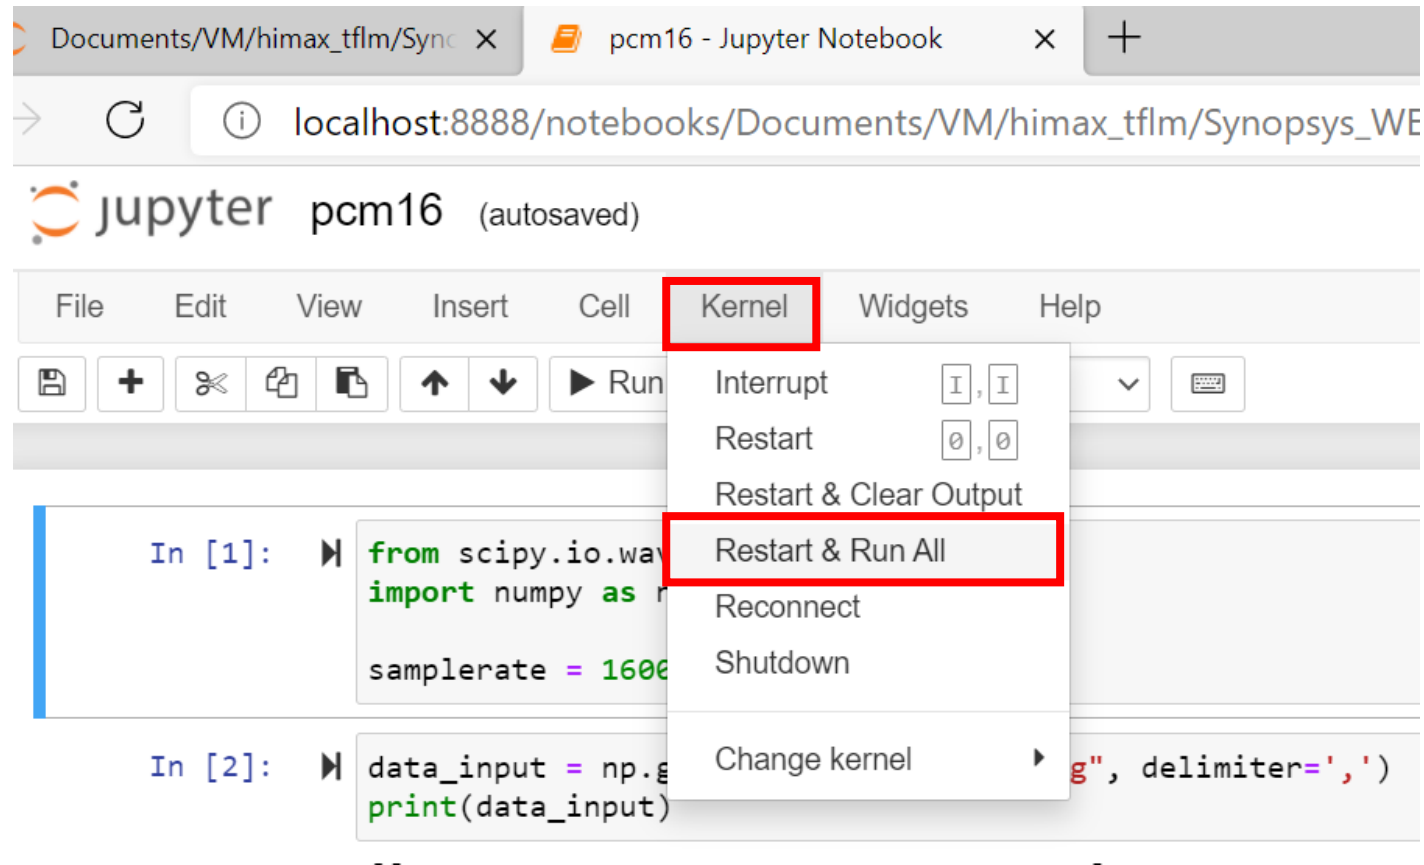 Documents/VM/himax_tflm/Sync
pcm16 - Jupyter Notebook
localhost:8888/notebooks/Documents/VM/himax_tflm/Synopsys_WE
jupyter pcm16 (autosaved)
File Edit View Insert Cell Kernel Widgets Help
Run
Interrupt I,I
Restart 0,0
Restart & Clear Output
Restart & Run All
Reconnect
Shutdown
Change kernel
In [1]:
from scipy.io.wav
import numpy as
samplerate = 1600
In [2]:
data_input = np.g g", delimiter=',')
print(data_input)